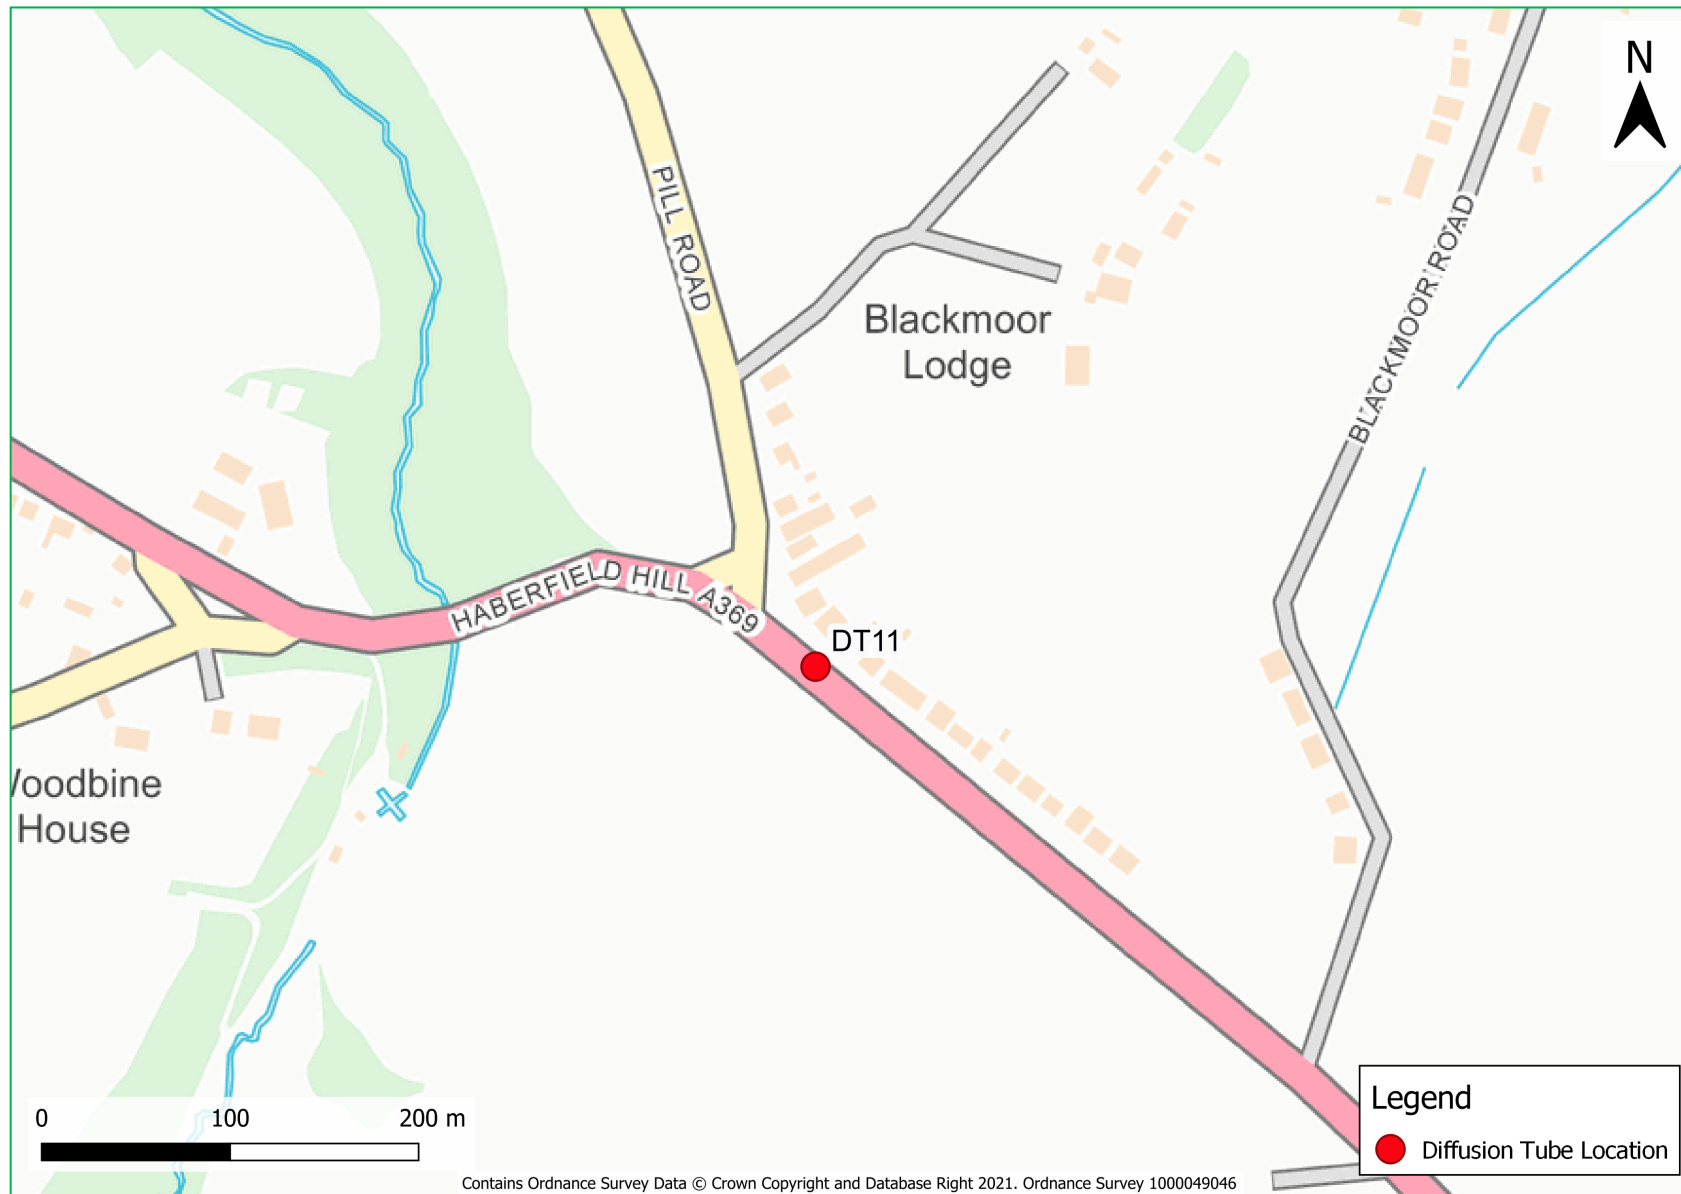 N
PILL ROAD
BLACKMOOR ROAD
Blackmoor
Lodge
HABERFIELD HILL A369
DT11
oodbine
House
0 100 200 m
Legend
Diffusion Tube Location
Contains Ordnance Survey Data © Crown Copyright and Database Right 2021. Ordnance Survey 1000049046